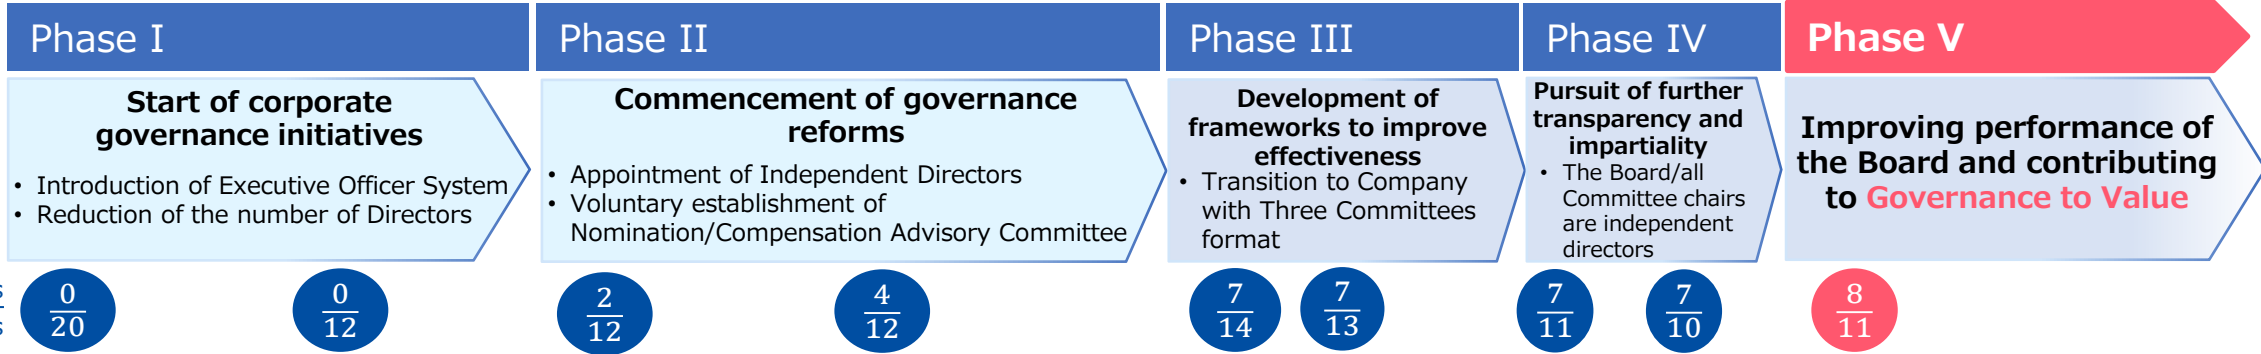 Phase I
Phase II
Phase III
Phase IV
Phase V
Start of corporate
governance initiatives
• Introduction of Executive Officer System
• Reduction of the number of Directors
Commencement of governance
reforms
• Appointment of Independent Directors
• Voluntary establishment of
Nomination/Compensation Advisory Committee
Development of
frameworks to improve
effectiveness
• Transition to Company
with Three Committees
format
Pursuit of further
transparency and
impartiality
• The Board/all
Committee chairs
are independent
directors
Improving performance of
the Board and contributing
to Governance to Value
0/20
0/12
2/12
4/12
7/14
7/13
7/11
7/10
8/11